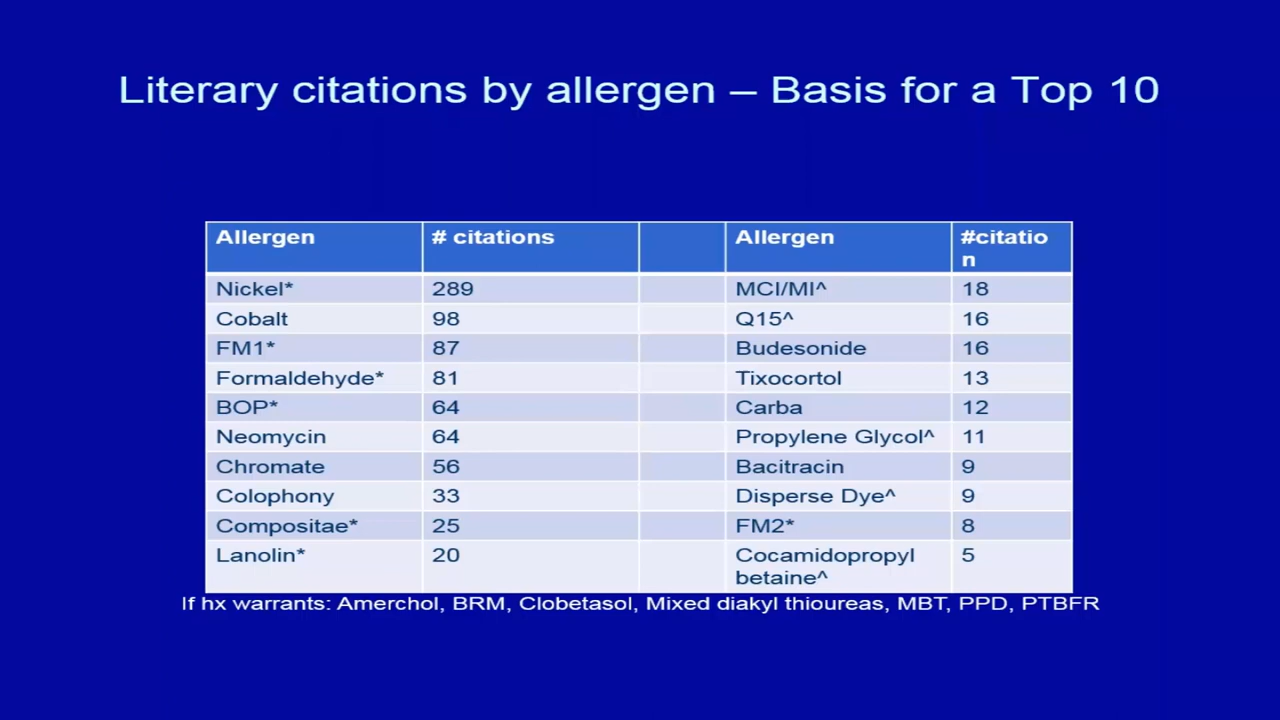 Literary citations by allergen – Basis for a Top 10
Allergen # citations Allergen #citatio
n
Nickel* 289 MCI/MI^ 18
Cobalt 98 Q15^ 16
FM1* 87 Budesonide 16
Formaldehyde* 81 Tixocortol 13
BOP* 64 Carba 12
Neomycin 64 Propylene Glycol^ 11
Chromate 56 Bacitracin 9
Colophony 33 Disperse Dye^ 9
Compositae* 25 FM2* 8
Lanolin* 20 Cocamidopropyl 5
betaine^
If hx warrants: Amerchol, BRM, Clobetasol, Mixed diakyl thioureas, MBT, PPD, PTBFR